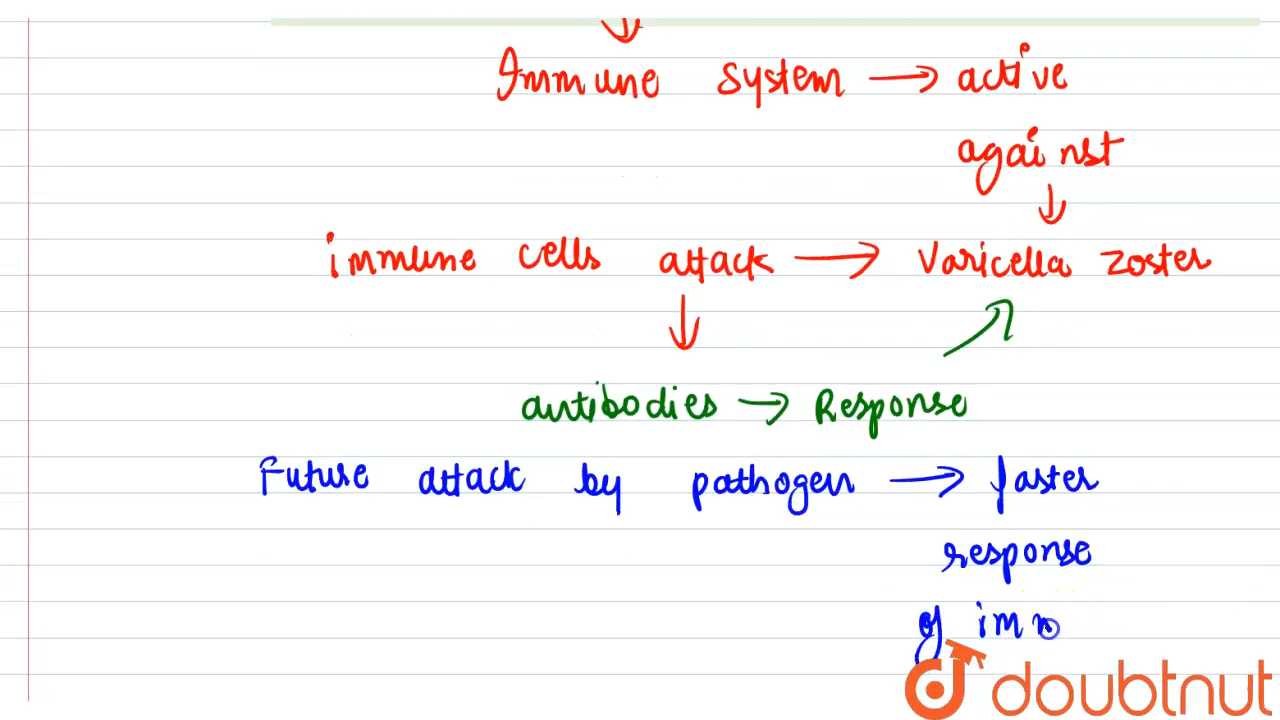 Immune system → active
against
↓
immune cells attack → Varicella zoster
↓
antibodies → Response
Future attack by pathogen → faster
response
of imm
doubtnut